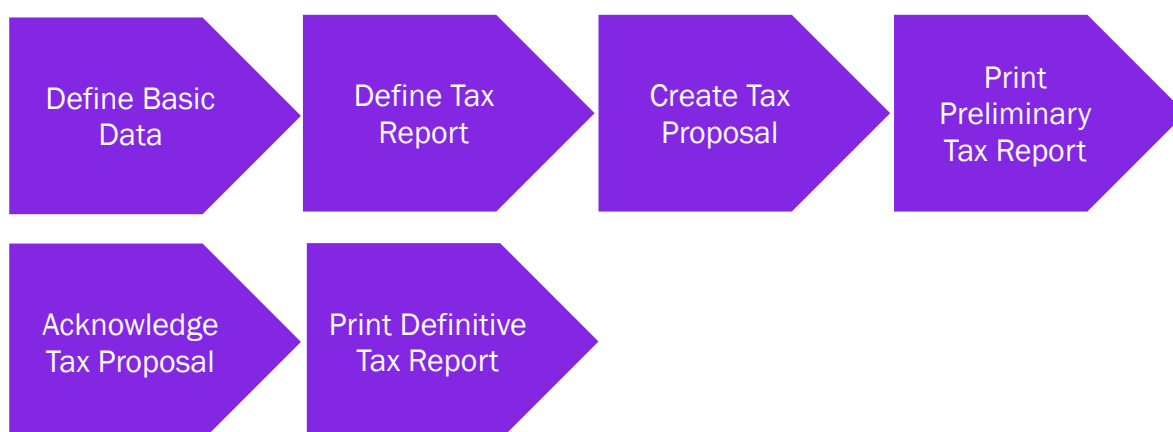 Define Basic
Data
Define Tax
Report
Create Tax
Proposal
Print
Preliminary
Tax Report
Acknowledge
Tax Proposal
Print Definitive
Tax Report